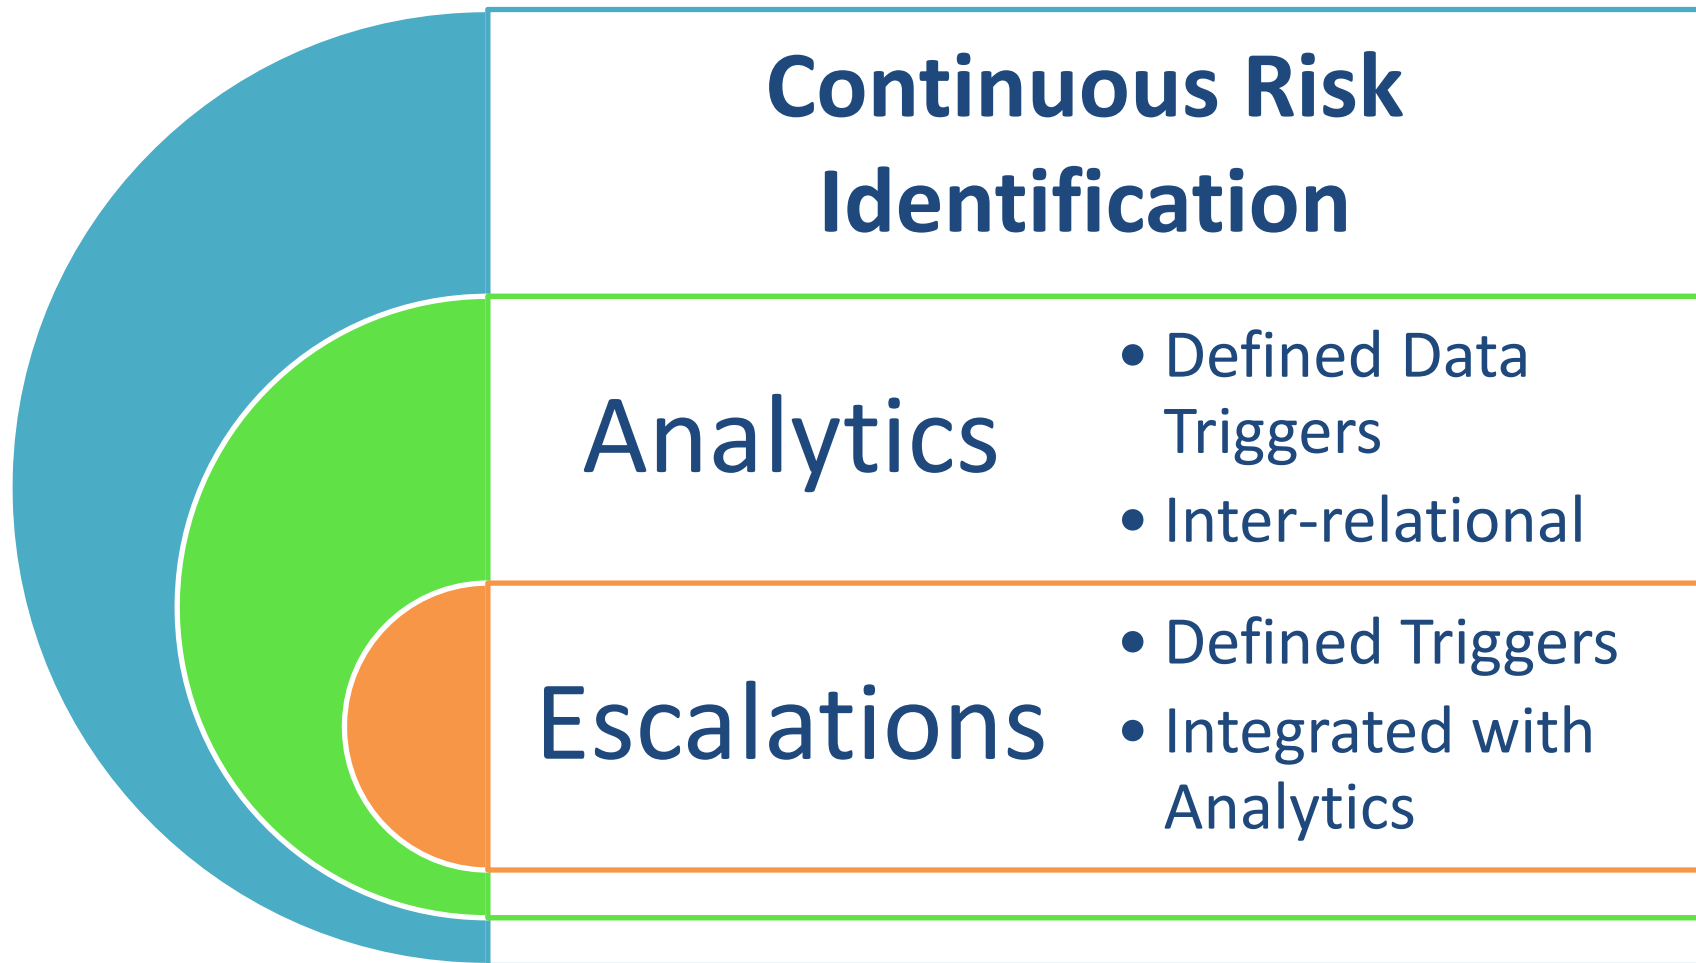 Continuous Risk
Identification
Analytics
• Defined Data
Triggers
• Inter-relational
Escalations
• Defined Triggers
• Integrated with
Analytics